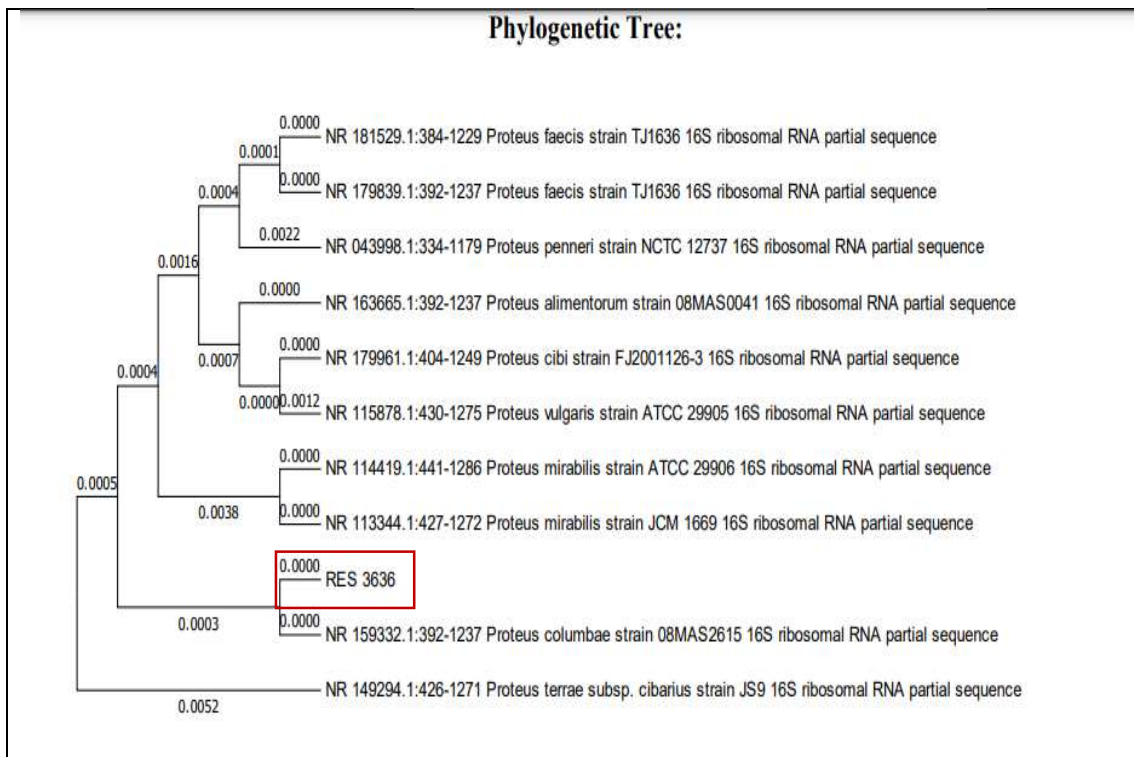 Phylogenetic Tree:
0.0000
NR 181529.1:384-1229 Proteus faecis strain TJ1636 16S ribosomal RNA partial sequence
0.0001
0.0000
NR 179839.1:392-1237 Proteus faecis strain TJ1636 16S ribosomal RNA partial sequence
0.0004
0.0022
NR 043998.1:334-1179 Proteus penneri strain NCTC 12737 16S ribosomal RNA partial sequence
0.0016
0.0000
NR 163665.1:392-1237 Proteus alimentorum strain 08MAS0041 16S ribosomal RNA partial sequence
0.0007
0.0000
NR 179961.1:404-1249 Proteus cibi strain FJ2001126-3 16S ribosomal RNA partial sequence
0.0004
0.0000
0.0012
NR 115878.1:430-1275 Proteus vulgaris strain ATCC 29905 16S ribosomal RNA partial sequence
0.0000
NR 114419.1:441-1286 Proteus mirabilis strain ATCC 29906 16S ribosomal RNA partial sequence
0.0005
0.0038
0.0000
NR 113344.1:427-1272 Proteus mirabilis strain JCM 1669 16S ribosomal RNA partial sequence
0.0000
RES 3636
0.0003
0.0000
NR 159332.1:392-1237 Proteus columbae strain 08MAS2615 16S ribosomal RNA partial sequence
NR 149294.1:426-1271 Proteus terrae subsp. cibarius strain JS9 16S ribosomal RNA partial sequence
0.0052